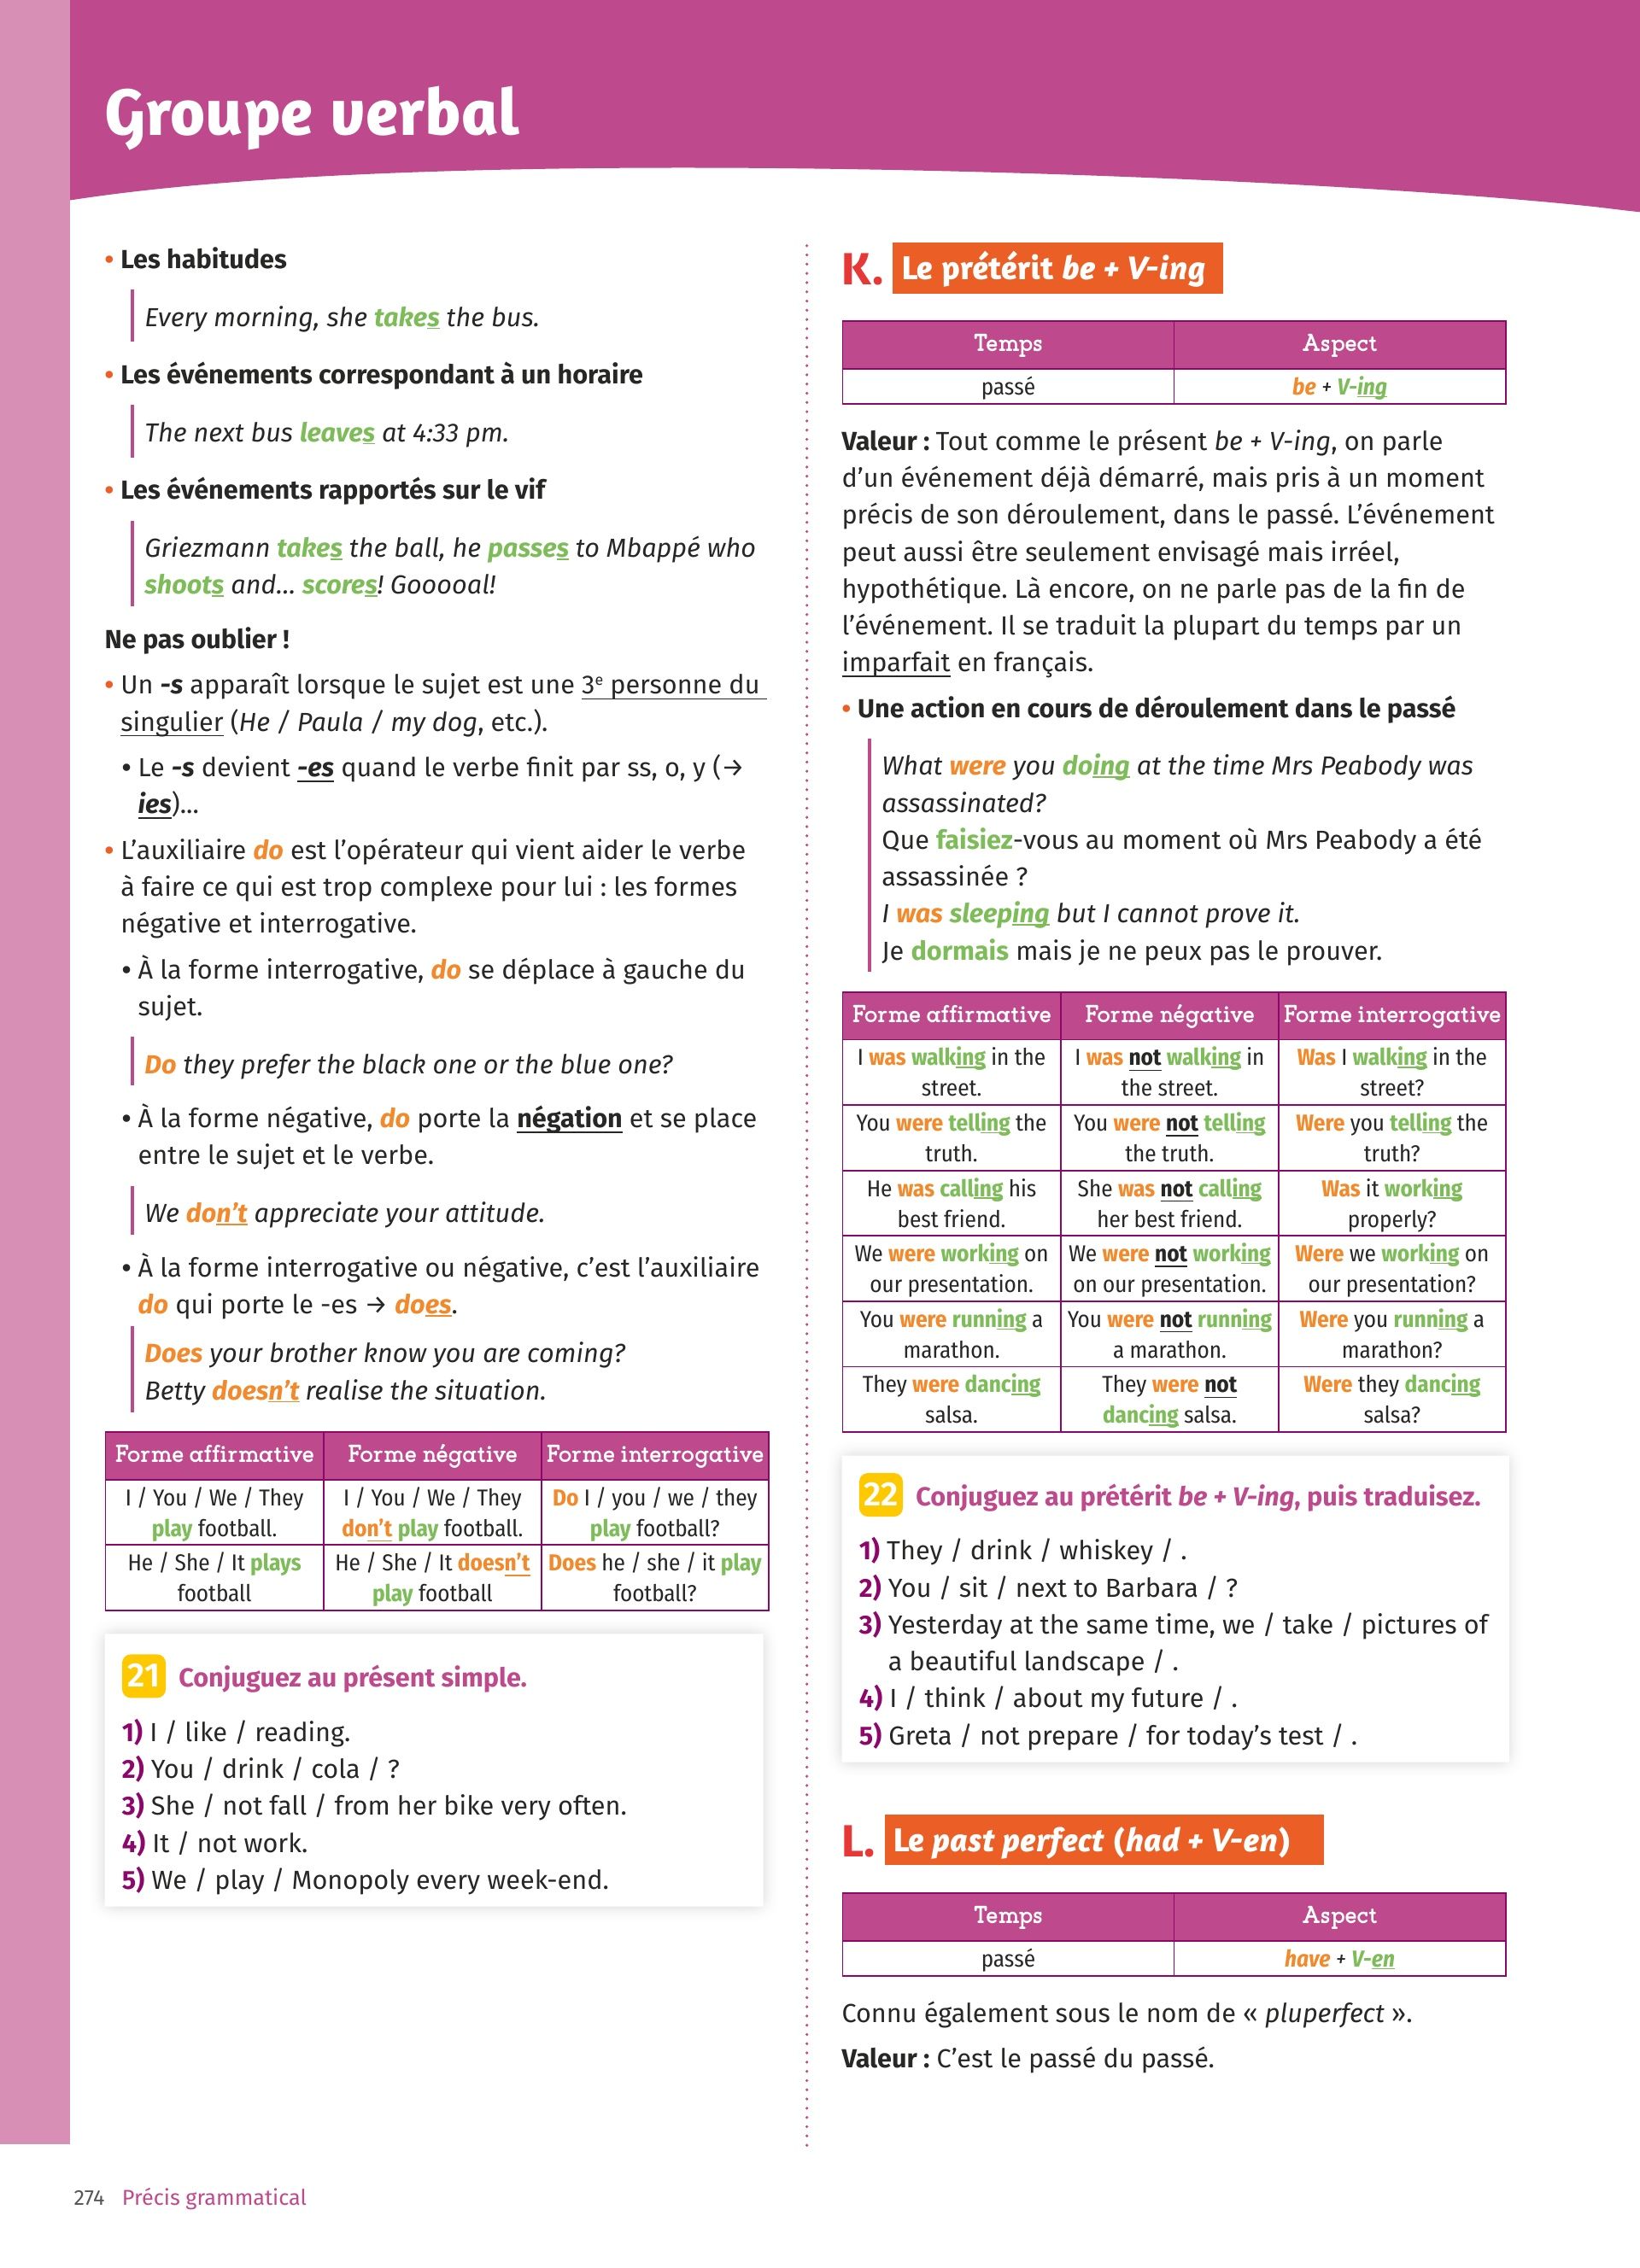 Groupe verbal
• Les habitudes
Every morning, she takes the bus.
• Les événements correspondant à un horaire
The next bus leaves at 4:33 pm.
• Les événements rapportés sur le vif
Griezmann takes the ball, he passes to Mbappé who
shoots and... scores! Gooooal!
Ne pas oublier !
• Un -s apparaît lorsque le sujet est une 3e personne du
singulier (He / Paula / my dog, etc.).
• Le -s devient -es quand le verbe finit par ss, o, y (→
ies)...
• L'auxiliaire do est l'opérateur qui vient aider le verbe
à faire ce qui est trop complexe pour lui : les formes
négative et interrogative.
• À la forme interrogative, do se déplace à gauche du
sujet.
Do they prefer the black one or the blue one?
• À la forme négative, do porte la négation et se place
entre le sujet et le verbe.
We don't appreciate your attitude.
• À la forme interrogative ou négative, c'est l'auxiliaire
do qui porte le -es → does.
Does your brother know you are coming?
Betty doesn't realise the situation.
Forme affirmative Forme négative Forme interrogative
I / You / We / They I / You / We / They Do I / you / we / they
play football. don't play football. play football?
He / She / It plays He / She / It doesn't Does he / she / it play
football play football football?
21 Conjuguez au présent simple.
1) I / like / reading.
2) You / drink / cola / ?
3) She / not fall / from her bike very often.
4) It / not work.
5) We / play / Monopoly every week-end.
K. Le prétérit be + V-ing
Temps Aspect
passé be + V-ing
Valeur : Tout comme le présent be + V-ing, on parle
d'un événement déjà démarré, mais pris à un moment
précis de son déroulement, dans le passé. L'événement
peut aussi être seulement envisagé mais irréel,
hypothétique. Là encore, on ne parle pas de la fin de
l'événement. Il se traduit la plupart du temps par un
imparfait en français.
• Une action en cours de déroulement dans le passé
What were you doing at the time Mrs Peabody was
assassinated?
Que faisiez-vous au moment où Mrs Peabody a été
assassinée ?
I was sleeping but I cannot prove it.
Je dormais mais je ne peux pas le prouver.
Forme affirmative Forme négative Forme interrogative
I was walking in the I was not walking in Was I walking in the
street. the street. street?
You were telling the You were not telling Were you telling the
truth. the truth. truth?
He was calling his She was not calling Was it working
best friend. her best friend. properly?
We were working on We were not working Were we working on
our presentation. on our presentation. our presentation?
You were running a You were not running Were you running a
marathon. a marathon. marathon?
They were dancing They were not Were they dancing
salsa. dancing salsa. salsa?
22 Conjuguez au prétérit be + V-ing, puis traduisez.
1) They / drink / whiskey / .
2) You / sit / next to Barbara / ?
3) Yesterday at the same time, we / take / pictures of
a beautiful landscape / .
4) I / think / about my future / .
5) Greta / not prepare / for today's test / .
L. Le past perfect (had + V-en)
Temps Aspect
passé have + V-en
Connu également sous le nom de « pluperfect ».
Valeur : C'est le passé du passé.
274 Précis grammatical